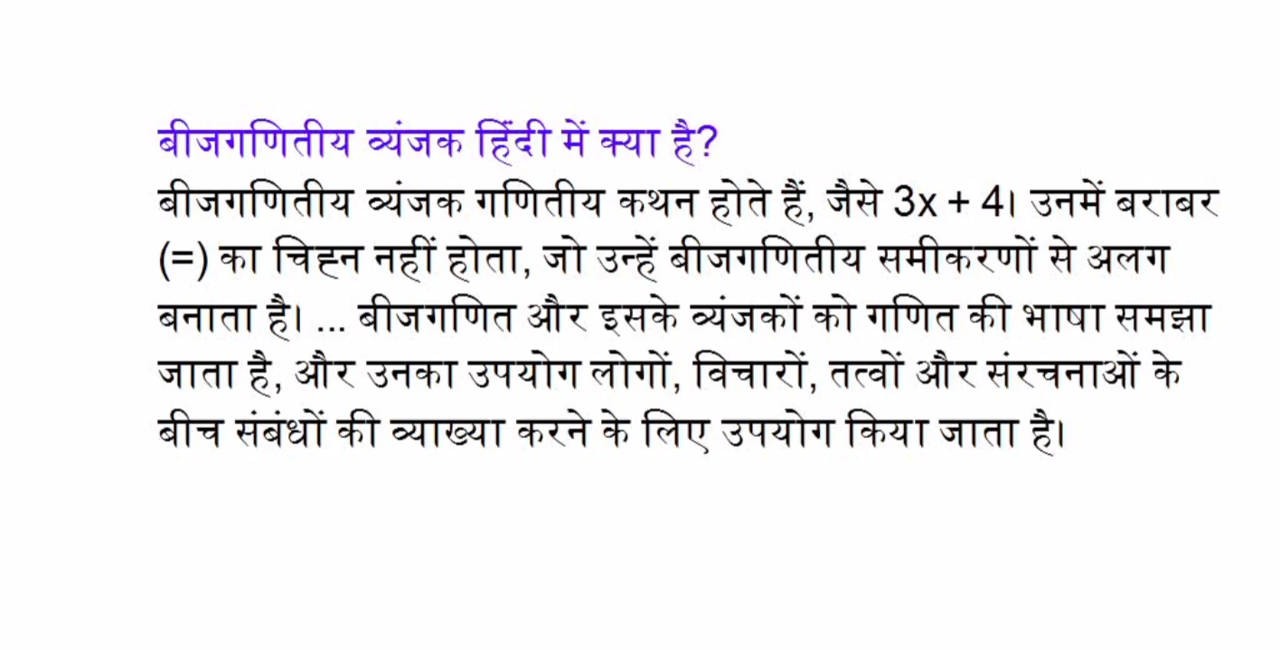 बीजगणितीय व्यंजक हिंदी में क्या है?
बीजगणितीय व्यंजक गणितीय कथन होते हैं, जैसे 3x + 4। उनमें बराबर
(=) का चिह्न नहीं होता, जो उन्हें बीजगणितीय समीकरणों से अलग
बनाता है। ... बीजगणित और इसके व्यंजकों को गणित की भाषा समझा
जाता है, और उनका उपयोग लोगों, विचारों, तत्वों और संरचनाओं के
बीच संबंधों की व्याख्या करने के लिए उपयोग किया जाता है।